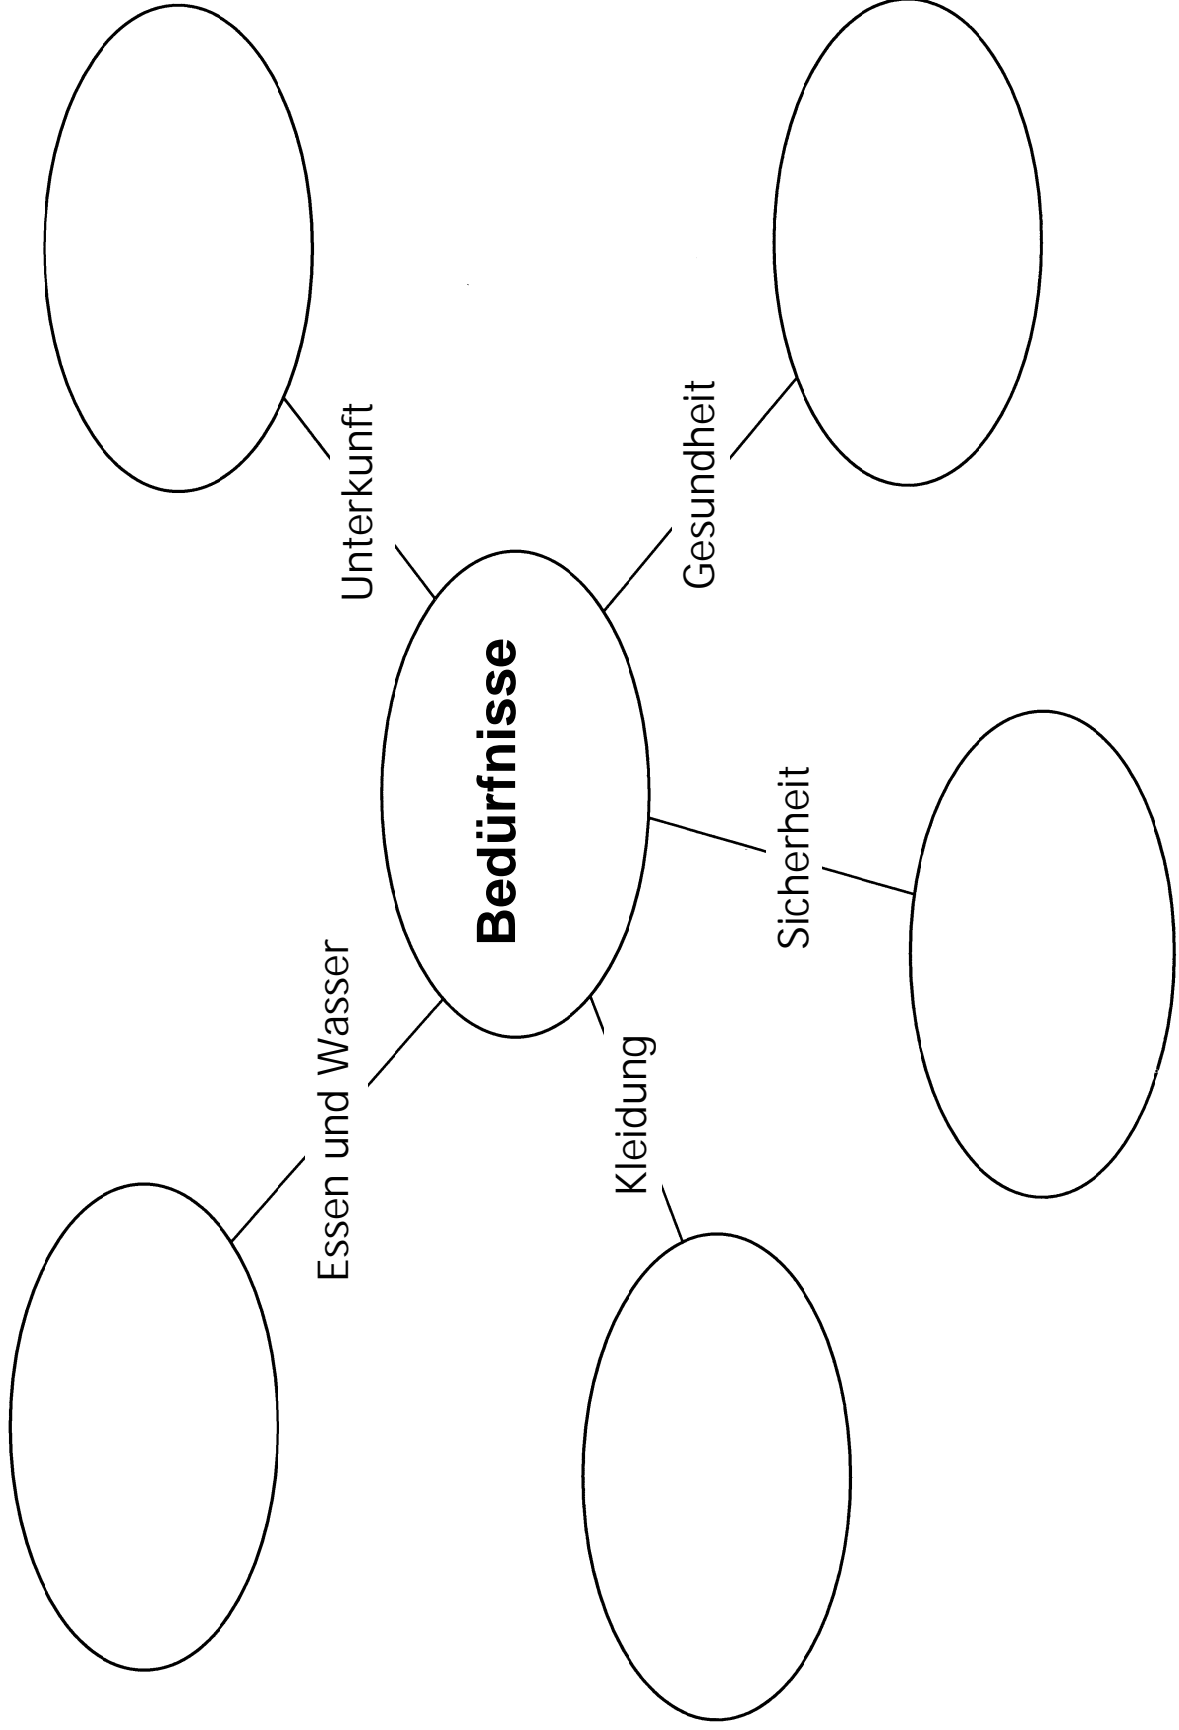 Essen und Wasser
Unterkunft
Bedürfnisse
Kleidung
Gesundheit
Sicherheit